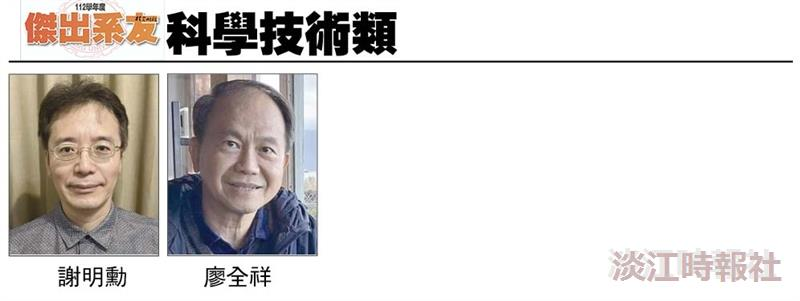 112學年度
傑出系友
科學技術類
謝明勳
廖全祥
淡江時報社